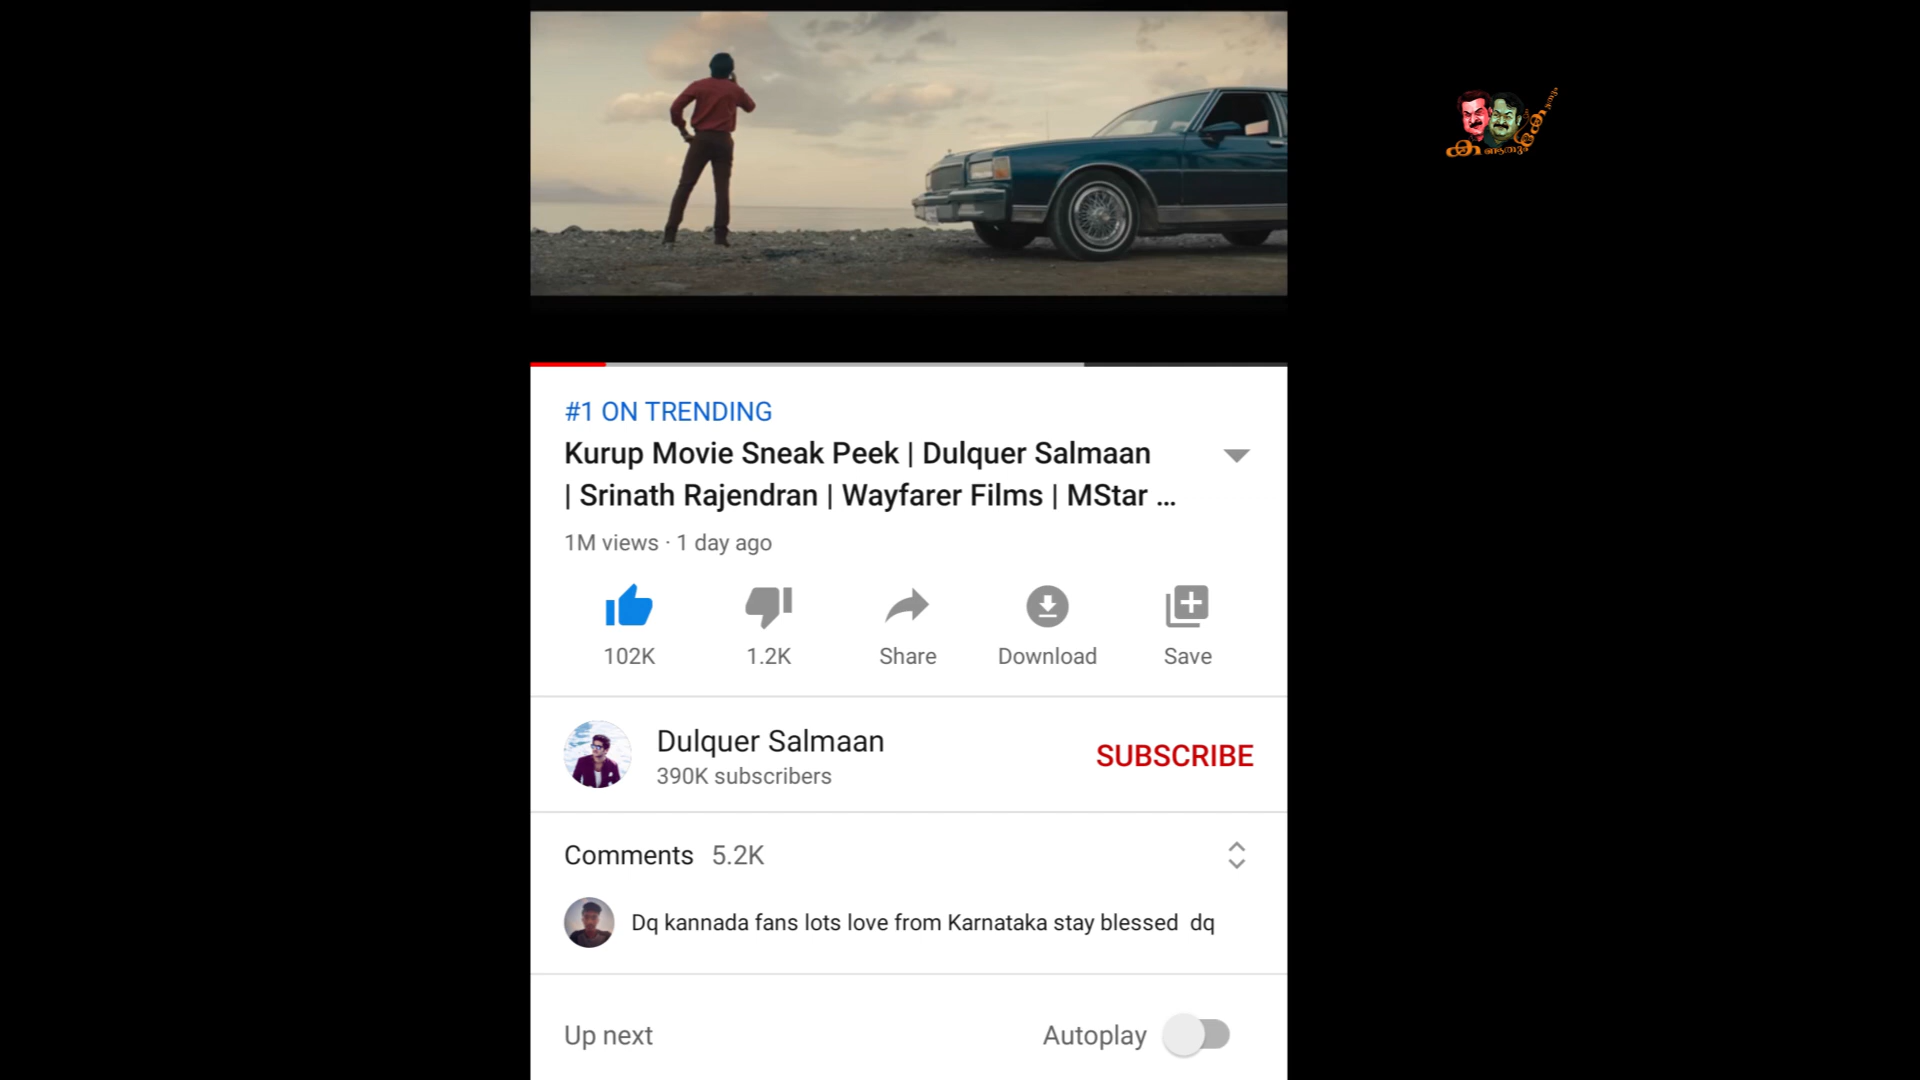 #1 ON TRENDING
Kurup Movie Sneak Peek | Dulquer Salmaan
| Srinath Rajendran | Wayfarer Films | MStar ...
1M views · 1 day ago
102K 1.2K Share Download Save
Dulquer Salmaan
390K subscribers
SUBSCRIBE
Comments 5.2K
Dq kannada fans lots love from Karnataka stay blessed dq
Up next Autoplay